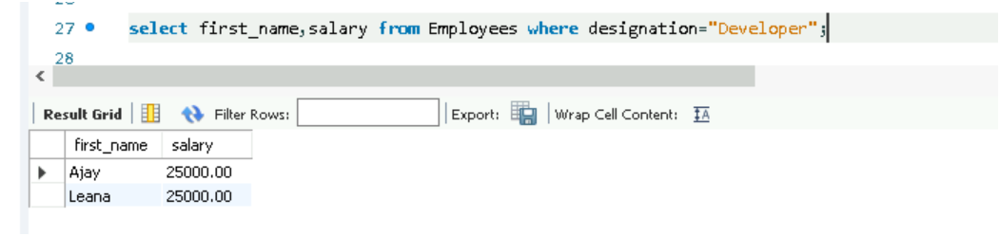 27 select first_name,salary from Employees where designation="Developer";
28
Result Grid Filter Rows: Export: Wrap Cell Content: IA
first_name salary
Ajay 25000.00
Leana 25000.00